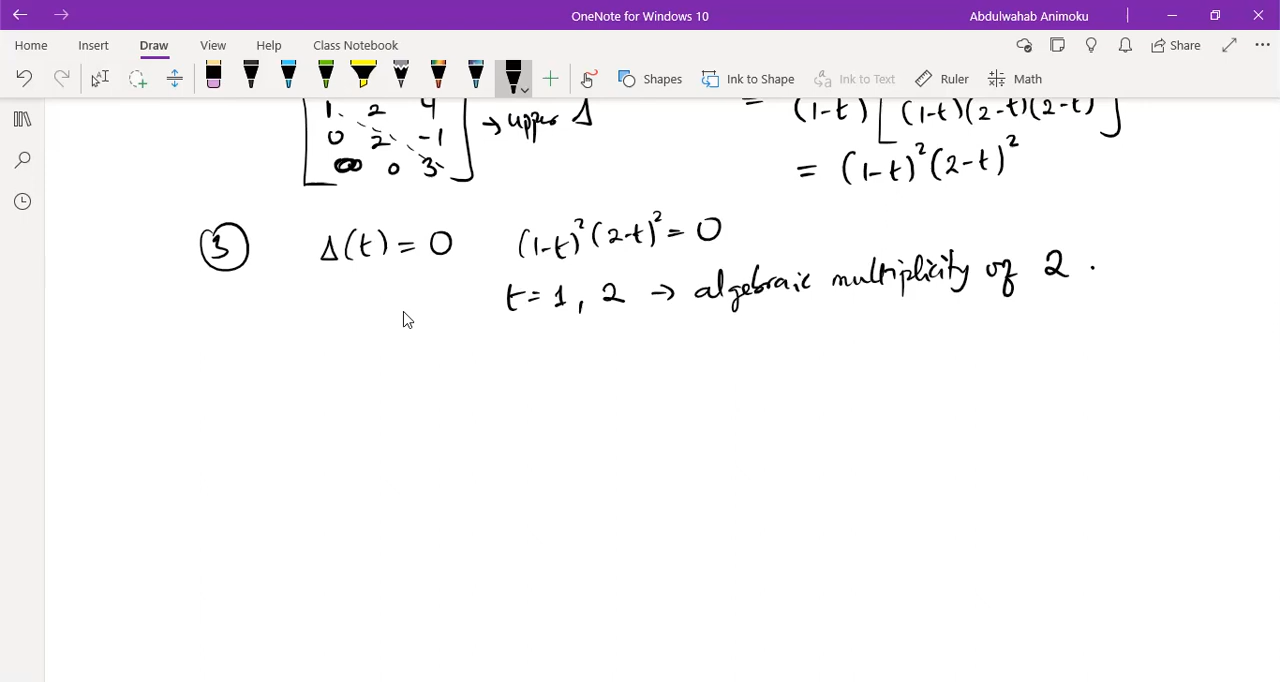 OneNote for Windows 10
Abdulwahab Animoku
Home Insert Draw View Help Class Notebook Share
Shapes Ink to Shape Ink to Text Ruler Math
1 2 4
0 2 -1
0 3
→ upper Δ
= (1-t) [(1-t)(2-t)(2-t)]
= (1-t)² (2-t)²
③ Δ(t) = 0 (1-t)² (2-t)² = 0
t = 1, 2 → algebraic multiplicity of 2.